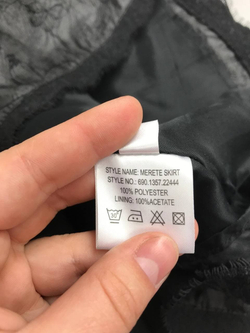 STYLE NAME: MERETE SKIRT
STYLE NO.: 690.1357.22444
100% POLYESTER
LINING: 100%ACETATE